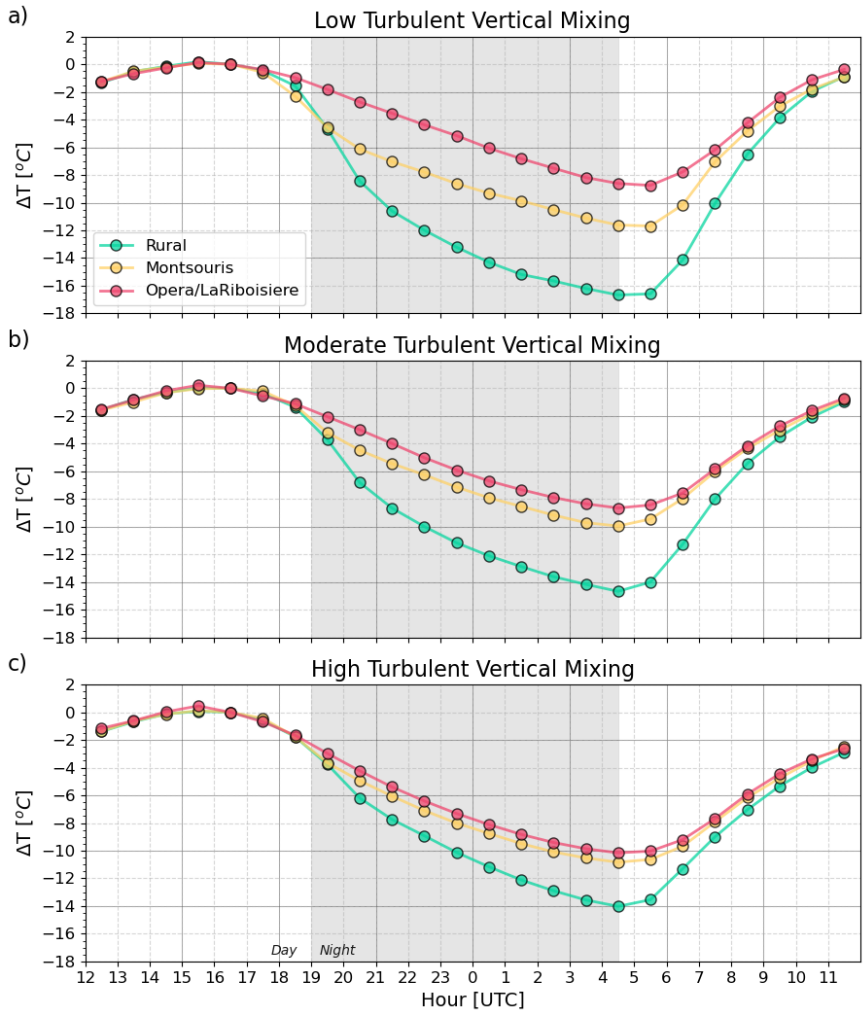 a)
Low Turbulent Vertical Mixing
2
0
−2
−4
−6
−8
−10
−12
−14
−16
−18
ΔT [°C]
Rural
Montsouris
Opera/LaRiboisiere
b)
Moderate Turbulent Vertical Mixing
2
0
−2
−4
−6
−8
−10
−12
−14
−16
−18
ΔT [°C]
c)
High Turbulent Vertical Mixing
2
0
−2
−4
−6
−8
−10
−12
−14
−16
−18
ΔT [°C]
Day Night
12 13 14 15 16 17 18 19 20 21 22 23 0 1 2 3 4 5 6 7 8 9 10 11
Hour [UTC]